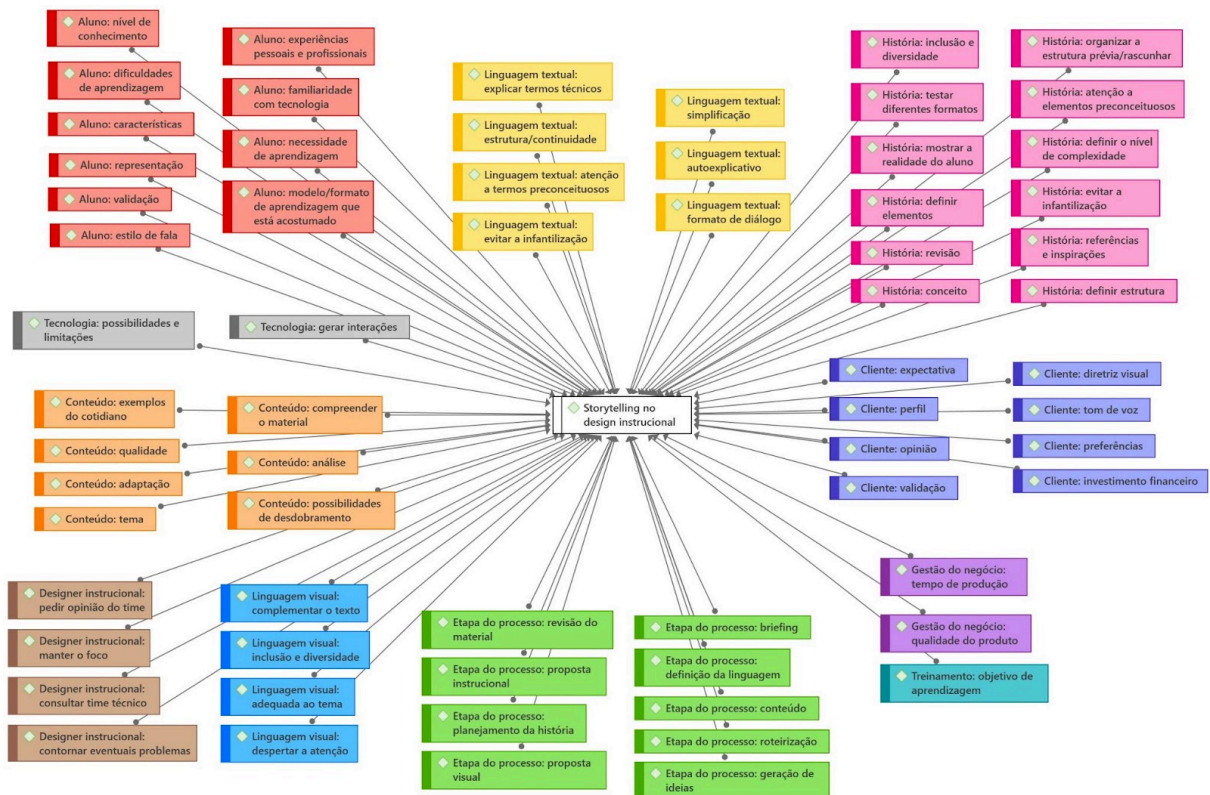 Aluno: nível de
conhecimento
Aluno: dificuldades
de aprendizagem
Aluno: características
Aluno: representação
Aluno: validação
Aluno: estilo de fala
Aluno: experiências
pessoais e profissionais
Aluno: familiaridade
com tecnologia
Aluno: necessidade
de aprendizagem
Aluno: modelo/formato
de aprendizagem que
está acostumado
Linguagem textual:
explicar termos técnicos
Linguagem textual:
estrutura/continuidade
Linguagem textual: atenção
a termos preconceituosos
Linguagem textual:
evitar a infantilização
Linguagem textual:
simplificação
Linguagem textual:
autoexplicativo
Linguagem textual:
formato de diálogo
História: inclusão e
diversidade
História: testar
diferentes formatos
História: mostrar a
realidade do aluno
História: definir
elementos
História: revisão
História: conceito
História: organizar a
estrutura prévia/rascunhar
História: atenção a
elementos preconceituosos
História: definir o nível
de complexidade
História: evitar a
infantilização
História: referências
e inspirações
História: definir estrutura
Tecnologia: possibilidades e
limitações
Tecnologia: gerar interações
Storytelling no
design instrucional
Cliente: expectativa
Cliente: perfil
Cliente: opinião
Cliente: validação
Cliente: diretriz visual
Cliente: tom de voz
Cliente: preferências
Cliente: investimento financeiro
Conteúdo: exemplos
do cotidiano
Conteúdo: qualidade
Conteúdo: adaptação
Conteúdo: tema
Conteúdo: compreender
o material
Conteúdo: análise
Conteúdo: possibilidades
de desdobramento
Designer instrucional:
pedir opinião do time
Designer instrucional:
manter o foco
Designer instrucional:
consultar time técnico
Designer instrucional:
contornar eventuais problemas
Linguagem visual:
complementar o texto
Linguagem visual:
inclusão e diversidade
Linguagem visual:
adequada ao tema
Linguagem visual:
despertar a atenção
Etapa do processo: revisão do
material
Etapa do processo: proposta
instrucional
Etapa do processo:
planejamento da história
Etapa do processo: proposta
visual
Etapa do processo: briefing
Etapa do processo:
definição da linguagem
Etapa do processo: conteúdo
Etapa do processo: roteirização
Etapa do processo: geração de
ideias
Gestão do negócio:
tempo de produção
Gestão do negócio:
qualidade do produto
Treinamento: objetivo de
aprendizagem